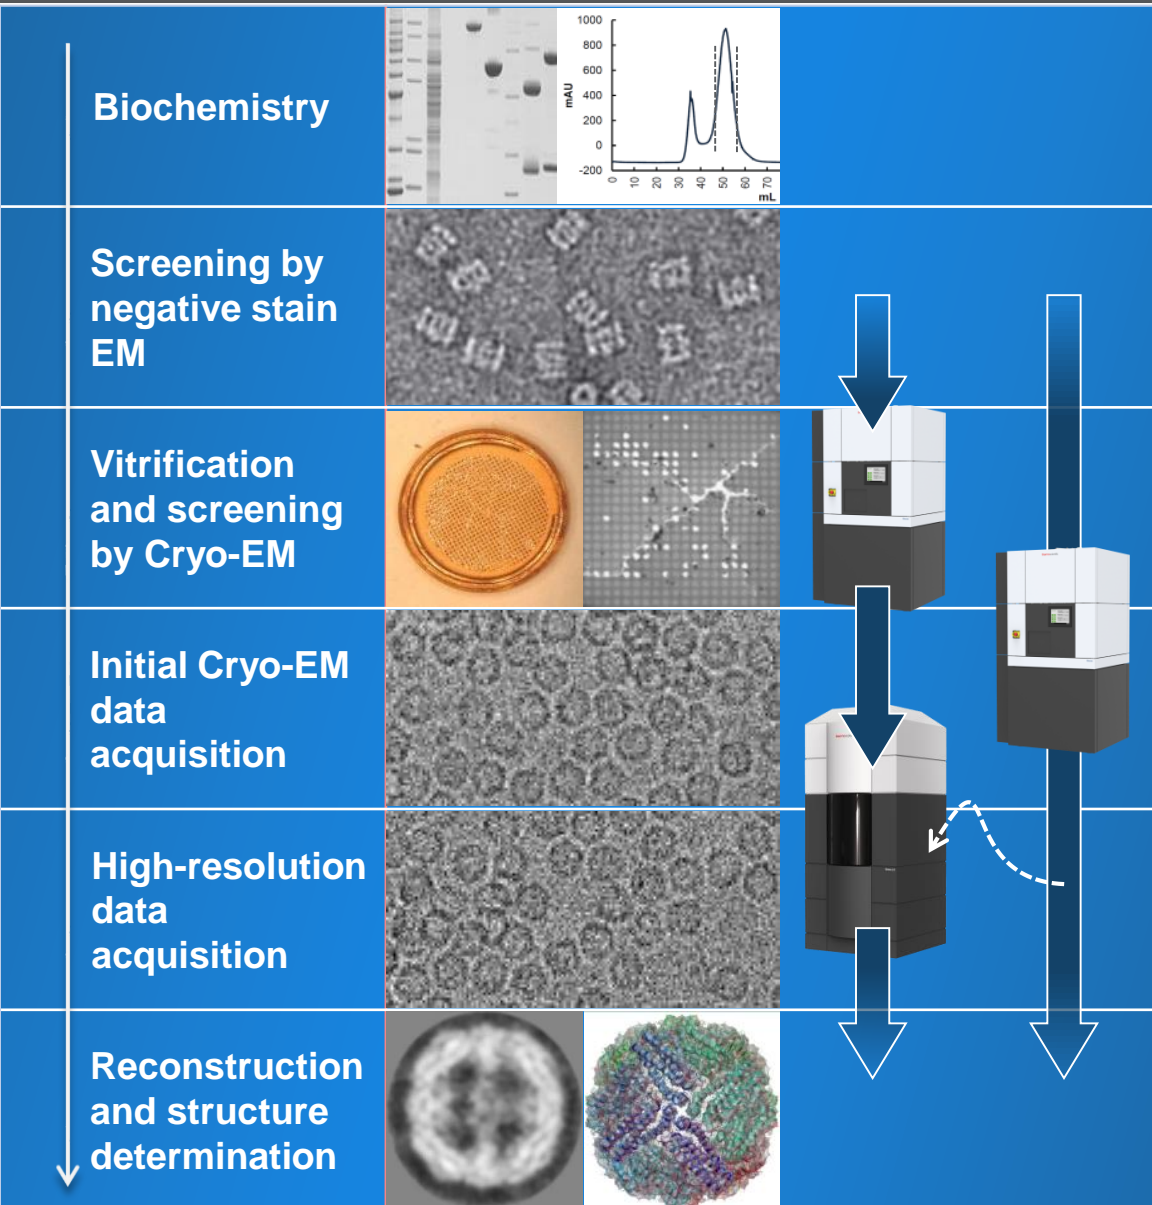 Biochemistry
1000
800
600
400
200
0
-200
mAU
0
10
20
30
40
50
60
70
mL
Screening by
negative stain
EM
Vitrification
and screening
by Cryo-EM
Initial Cryo-EM
data
acquisition
High-resolution
data
acquisition
Reconstruction
and structure
determination